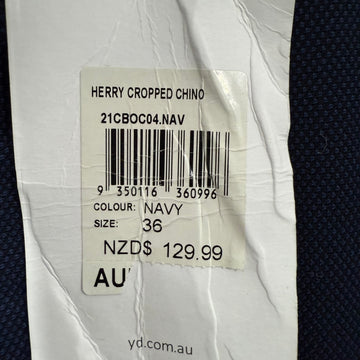 HERRY CROPPED CHINO
21CBOC04.NAV
9 350116 360996
COLOUR: NAVY
SIZE: 36
NZD$ 129.99
AU
yd.com.au